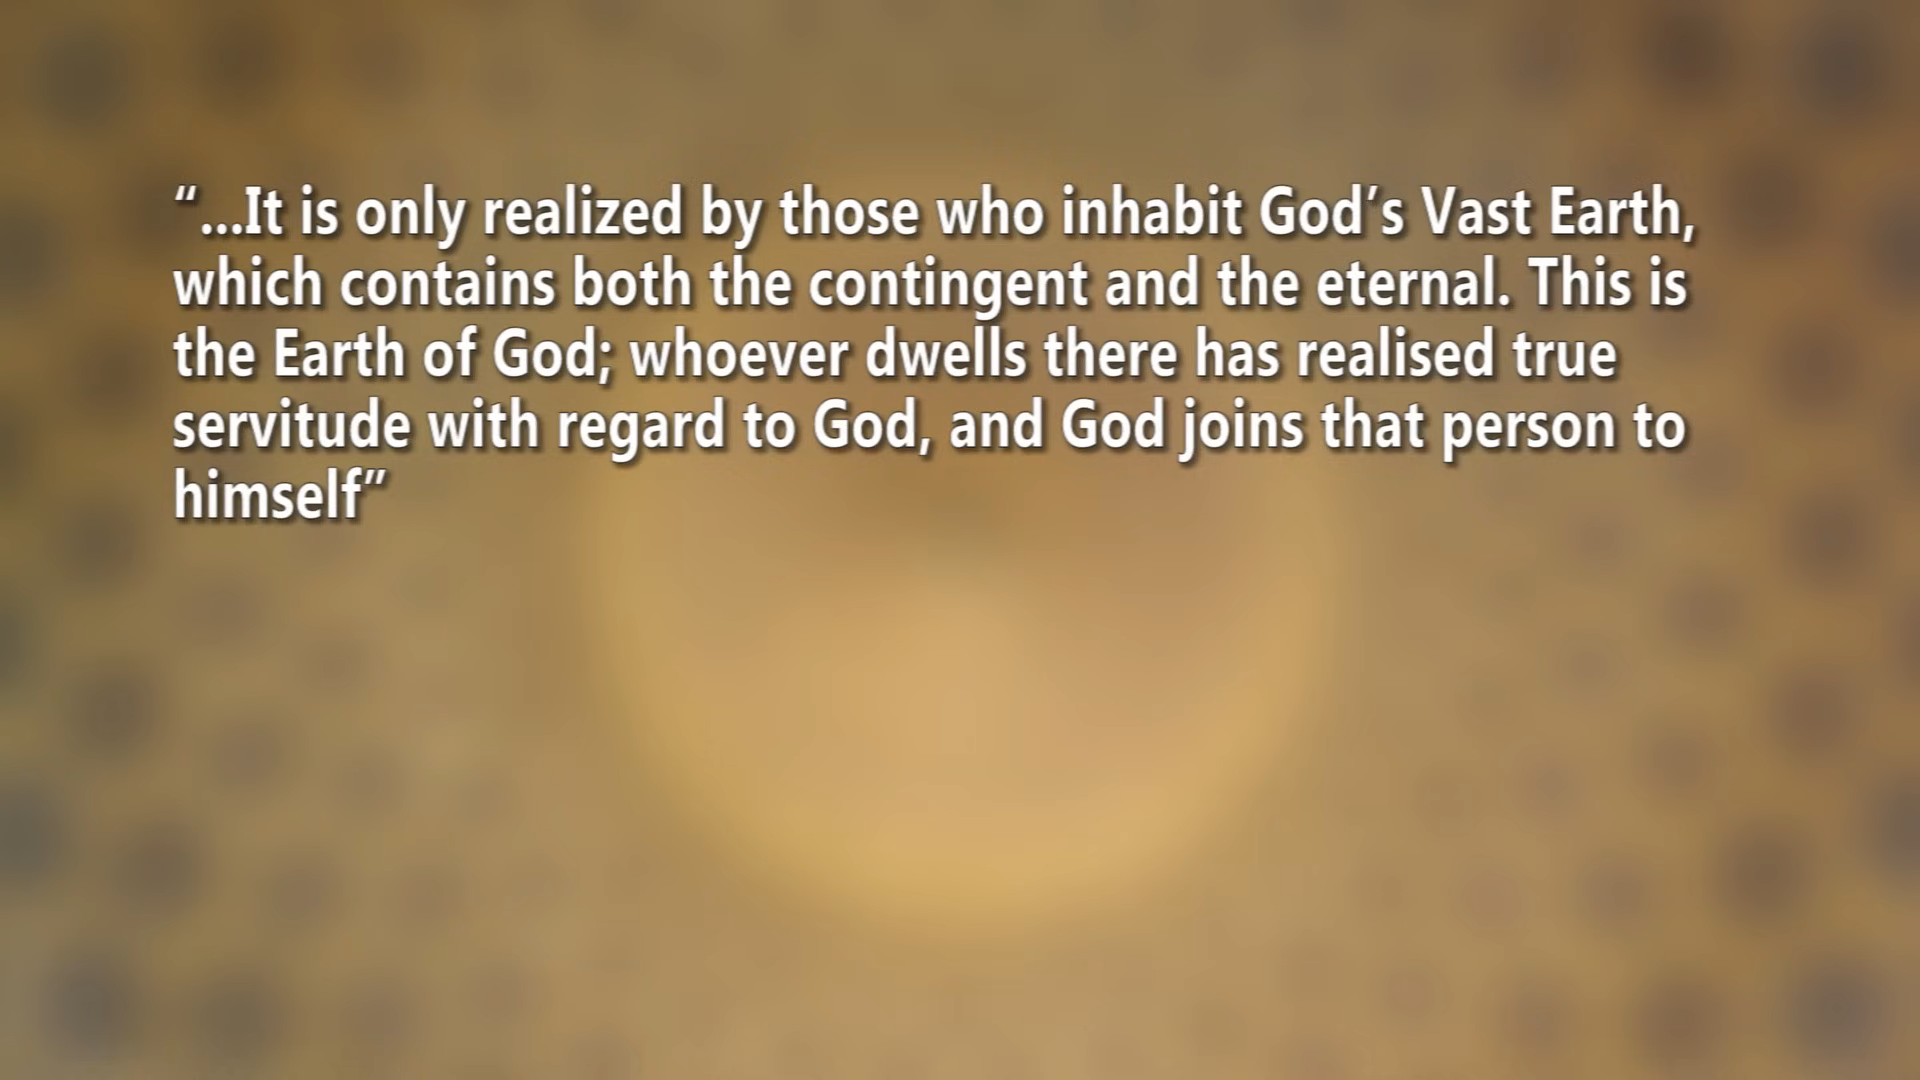 “...It is only realized by those who inhabit God’s Vast Earth,
which contains both the contingent and the eternal. This is
the Earth of God; whoever dwells there has realised true
servitude with regard to God, and God joins that person to
himself”